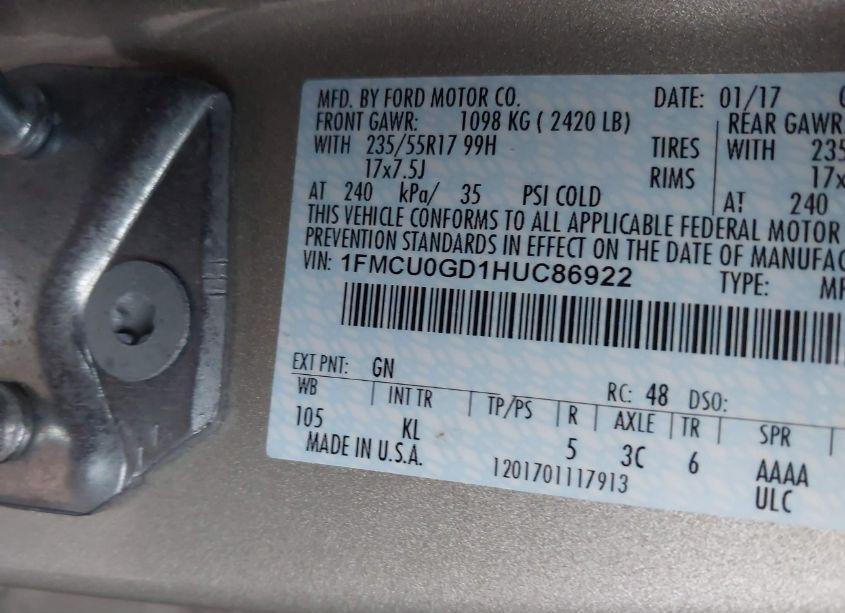 MFD. BY FORD MOTOR CO. DATE: 01/17
FRONT GAWR: 1098 KG ( 2420 LB) REAR GAWR:
WITH 235/55R17 99H TIRES WITH 235
17x7.5J RIMS 17x
AT 240 kPa/ 35 PSI COLD AT 240
THIS VEHICLE CONFORMS TO ALL APPLICABLE FEDERAL MOTOR
PREVENTION STANDARDS IN EFFECT ON THE DATE OF MANUFAC
VIN: 1FMCU0GD1HUC86922 TYPE: MP
EXT PNT: GN RC: 48 DSO:
WB INT TR TP/PS R AXLE TR SPR
105 KL 5 3C 6 AAAA
MADE IN U.S.A. 1201701117913 ULC